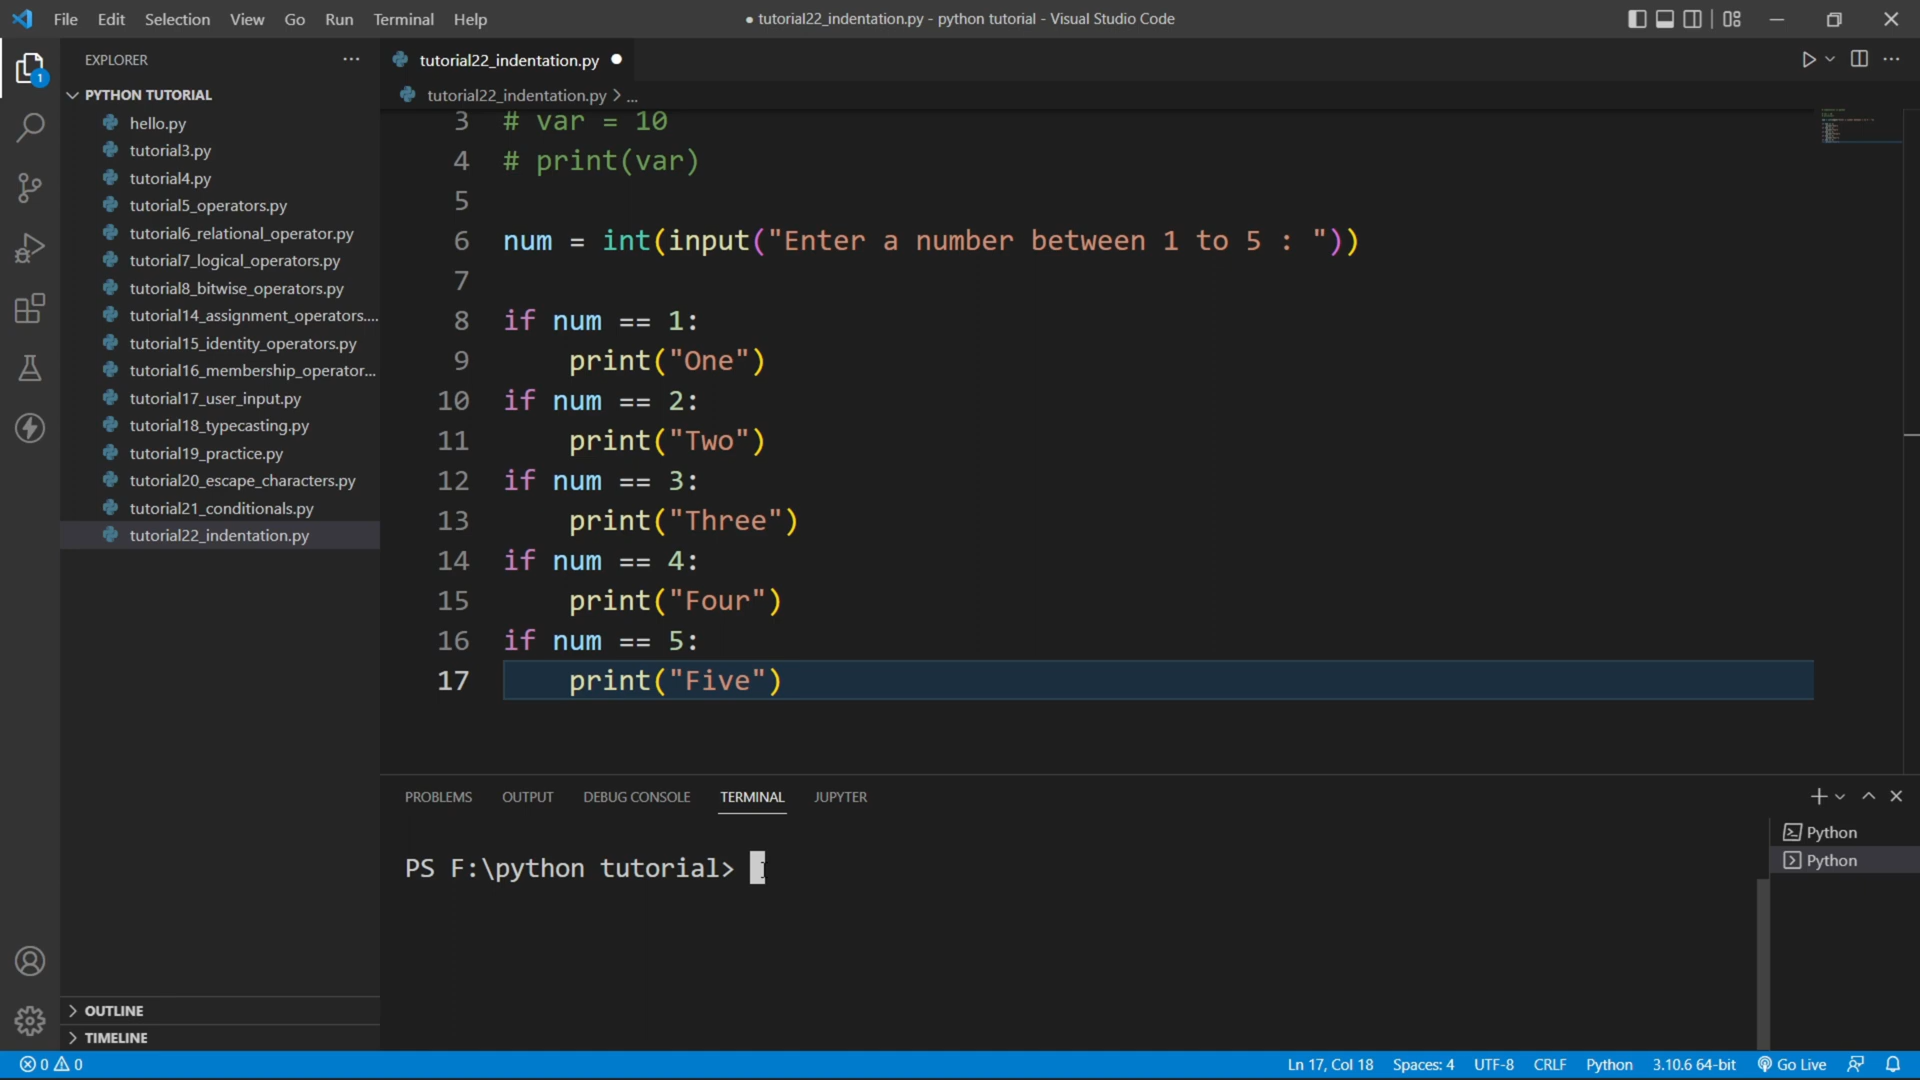 File Edit Selection View Go Run Terminal Help
● tutorial22_indentation.py - python tutorial - Visual Studio Code
EXPLORER
PYTHON TUTORIAL
hello.py
tutorial3.py
tutorial4.py
tutorial5_operators.py
tutorial6_relational_operator.py
tutorial7_logical_operators.py
tutorial8_bitwise_operators.py
tutorial14_assignment_operators....
tutorial15_identity_operators.py
tutorial16_membership_operator...
tutorial17_user_input.py
tutorial18_typecasting.py
tutorial19_practice.py
tutorial20_escape_characters.py
tutorial21_conditionals.py
tutorial22_indentation.py
OUTLINE
TIMELINE
1
tutorial22_indentation.py
tutorial22_indentation.py > ...
3 # var = 10
4 # print(var)
5
6 num = int(input("Enter a number between 1 to 5 : "))
7
8 if num == 1:
9     print("One")
10 if num == 2:
11     print("Two")
12 if num == 3:
13     print("Three")
14 if num == 4:
15     print("Four")
16 if num == 5:
17     print("Five")
PROBLEMS OUTPUT DEBUG CONSOLE TERMINAL JUPYTER
PS F:\python tutorial>
Python
Python
0 0
Ln 17, Col 18 Spaces: 4 UTF-8 CRLF Python 3.10.6 64-bit Go Live